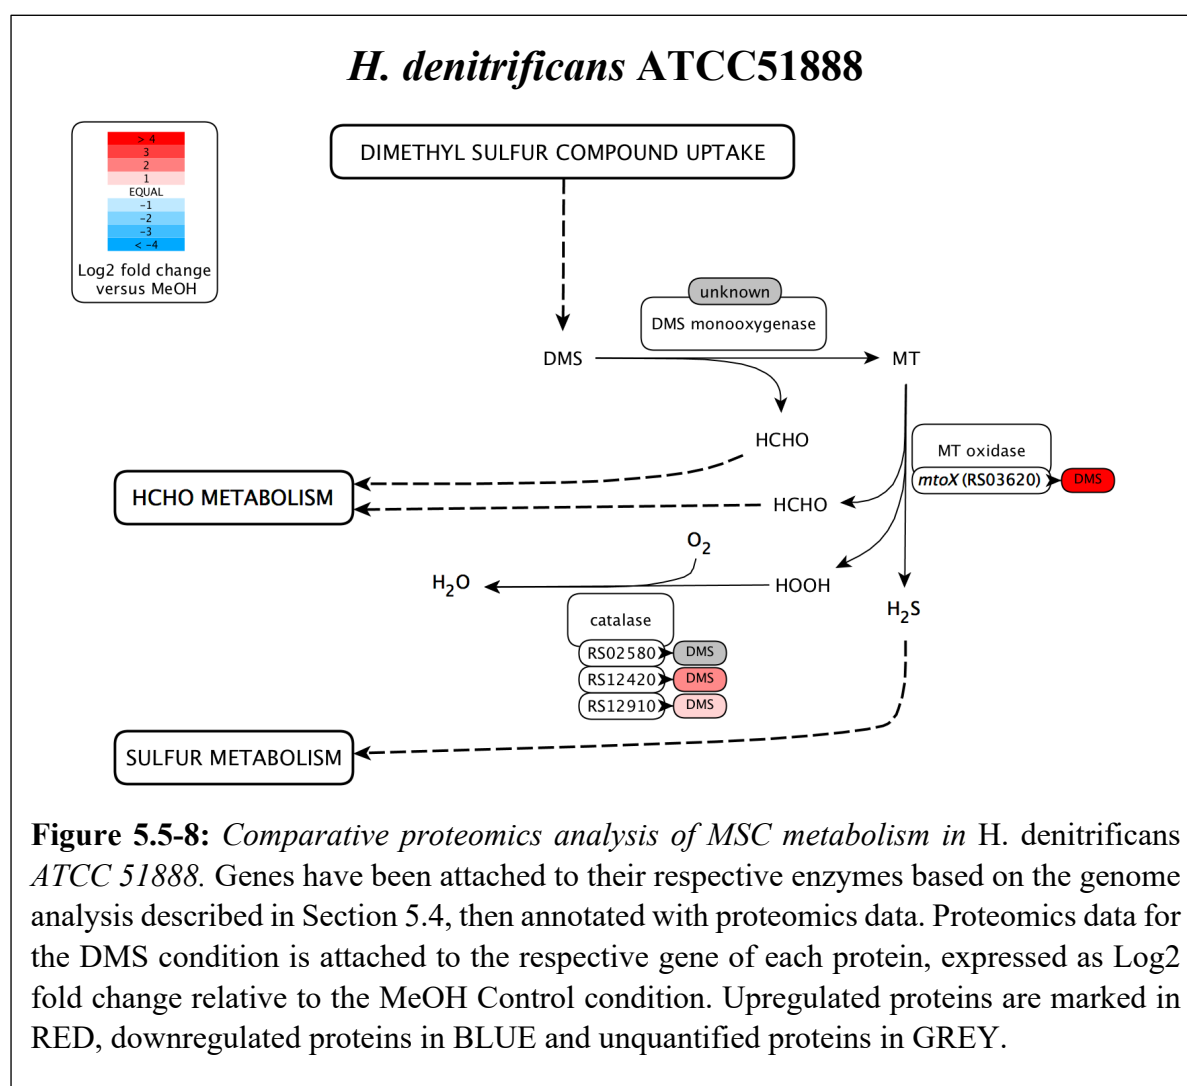 H. denitrificans ATCC51888
> 4
3
2
1
EQUAL
-1
-2
-3
< -4
Log2 fold change
versus MeOH
DIMETHYL SULFUR COMPOUND UPTAKE
unknown
DMS monooxygenase
DMS
MT
HCHO
MT oxidase
mtoX (RS03620)
DMS
HCHO METABOLISM
HCHO
O2
H2O
HOOH
H2S
catalase
RS02580
DMS
RS12420
DMS
RS12910
DMS
SULFUR METABOLISM
Figure 5.5-8: Comparative proteomics analysis of MSC metabolism in H. denitrificans
ATCC 51888. Genes have been attached to their respective enzymes based on the genome
analysis described in Section 5.4, then annotated with proteomics data. Proteomics data for
the DMS condition is attached to the respective gene of each protein, expressed as Log2
fold change relative to the MeOH Control condition. Upregulated proteins are marked in
RED, downregulated proteins in BLUE and unquantified proteins in GREY.